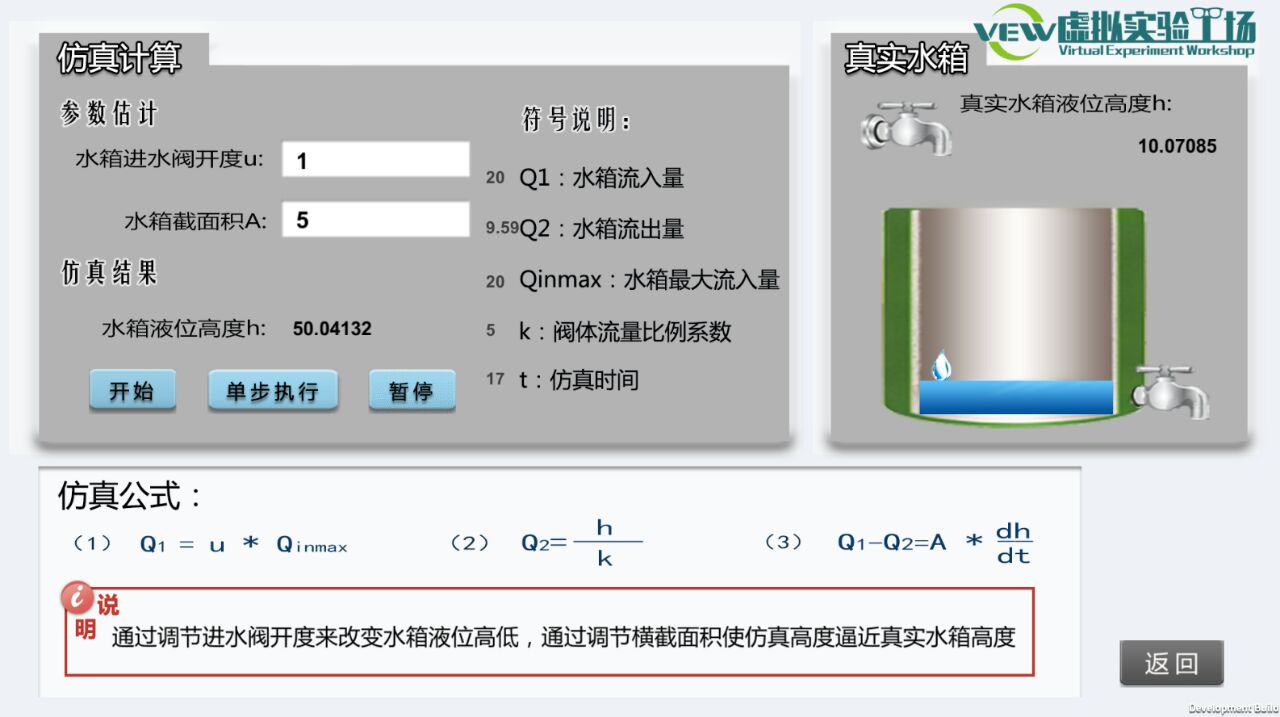 VEW虚拟实验工场
Virtual Experiment Workshop
仿真计算
参数估计
水箱进水阀开度u: 1
水箱截面积A: 5
仿真结果
水箱液位高度h: 50.04132
开始 单步执行 暂停
符号说明：
20 Q1：水箱流入量
9.59 Q2：水箱流出量
20 Qinmax：水箱最大流入量
5 k：阀体流量比例系数
17 t：仿真时间
真实水箱
真实水箱液位高度h:
10.07085
仿真公式：
（1） Q1 = u * Qinmax （2） Q2= h/k （3） Q1-Q2=A * dh/dt
说明
通过调节进水阀开度来改变水箱液位高低，通过调节横截面积使仿真高度逼近真实水箱高度
返回
Development Build